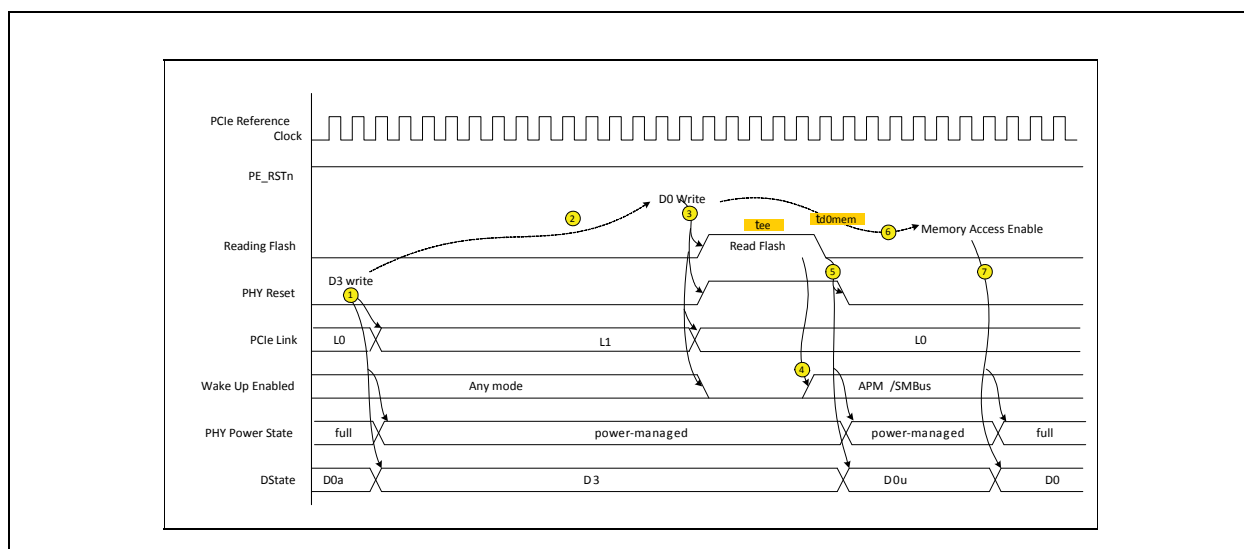 PCIe Reference
Clock
PE_RSTn
D0 Write
2
3
tee
td0mem
6
Memory Access Enable
Reading Flash
Read Flash
D3 write
5
7
PHY Reset
1
PCIe Link
L0
L1
L0
4
Wake Up Enabled
Any mode
APM /SMBus
PHY Power State
full
power-managed
power-managed
full
DState
D0a
D3
D0u
D0